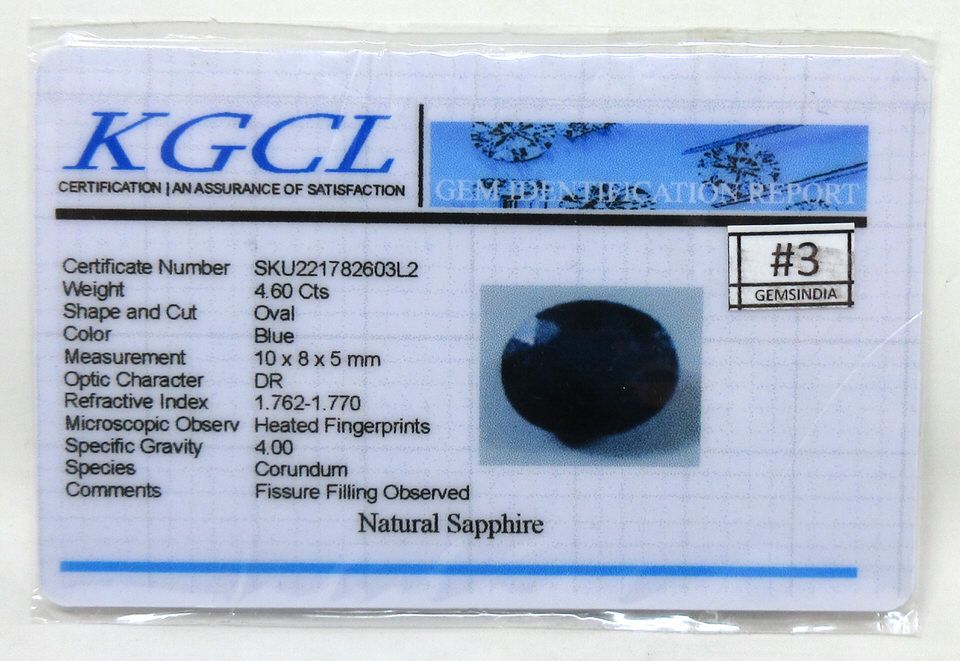 KGCL
CERTIFICATION | AN ASSURANCE OF SATISFACTION
GEM IDENTIFICATION REPORT
#3
GEMSINDIA
Certificate Number SKU221782603L2
Weight 4.60 Cts
Shape and Cut Oval
Color Blue
Measurement 10 x 8 x 5 mm
Optic Character DR
Refractive Index 1.762-1.770
Microscopic Observ Heated Fingerprints
Specific Gravity 4.00
Species Corundum
Comments Fissure Filling Observed
Natural Sapphire